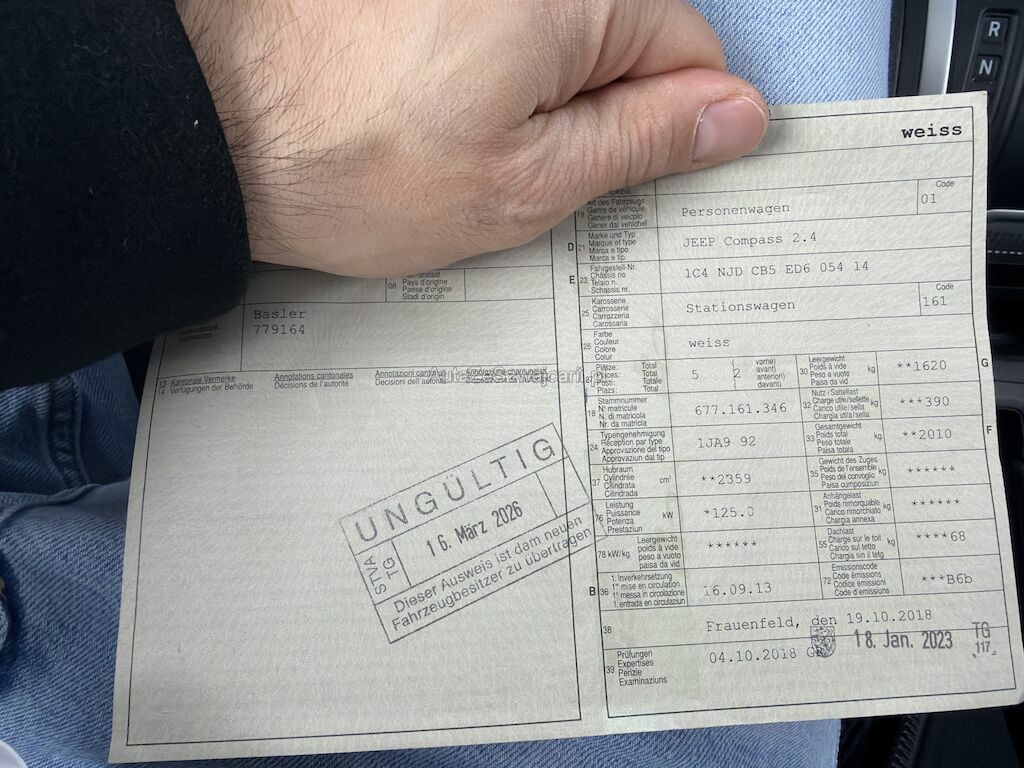 R
N
weiss
spezial
Code
19 Art des Fahrzeugs
Genre de véhicule
Genere di veicolo
Gener dal vehichel
Personenwagen
01
D 21 Marke und Typ
Marque et type
Marca e tipo
Marca e tip
JEEP Compass 2.4
E 23 Fahrgestell-Nr.
Châssis no
Telaio n.
Schassis nr.
1C4 NJD CB5 ED6 054 14
25 Karosserie
Carrosserie
Carrozzeria
Carossaria
Stationswagen
Code
161
26 Farbe
Couleur
Colore
Colur
weiss
Plätze: Total
Places: Total
Posti: Totale
Plazs: Total
5 (2 vorne)
avant)
anteriori)
davant)
30 Leergewicht
Poids à vide
Peso a vuoto
Paisa da vid
kg
**1620
G
18 Stammnummer
N° matricule
N. di matricola
Nr. da matricla
677.161.346
32 Nutz-/Sattellast
Charge utile/sellette
Carico utile/sella
Chargia utila/sella
kg
***390
24 Typengenehmigung
Réception par type
Approvazione del tipo
Approvaziun dal tip
1JA9 92
33 Gesamtgewicht
Poids total
Peso totale
Paisa totala
kg
**2010
F
37 Hubraum
Cylindrée
Cilindrata
Cilindrada
cm³
**2359
35 Gewicht des Zuges
Poids de l'ensemble
Peso del convoglio
Paisa cumposiziun
kg
******
76 Leistung
Puissance
Potenza
Prestaziun
kW
*125.0
31 Anhängelast
Poids remorquable
Carico rimorchiato
Chargia annexa
kg
******
78 kW/kg
Leergewicht
poids à vide
peso a vuoto
paisa da vid
******
55 Dachlast
Charge sur le toit
Carico sul tetto
Chargia sin il tetg
kg
****68
B 36 1. Inverkehrsetzung
1re mise en circulation
1a messa in circolazione
1. entrada en circulaziun
16.09.13
72 Emissionscode
Code émissions
Codice emissioni
Code d'emissiuns
***B6b
38
Frauenfeld, den 19.10.2018
39 Prüfungen
Expertises
Perizie
Examinaziuns
04.10.2018
18. Jan. 2023
TG
117
08
Pays d'origine
Paese d'origine
Stadi d'origin
Basler
779164
13
14
Kantonale Vermerke
Verfügungen der Behörde
Annotations cantonales
Décisions de l'autorité
Annotazioni cantonali
Decisioni dell'autorità
UNGÜLTIG
STVA
TG
16. März 2026
Dieser Ausweis ist dem neuen
Fahrzeugbesitzer zu übertragen